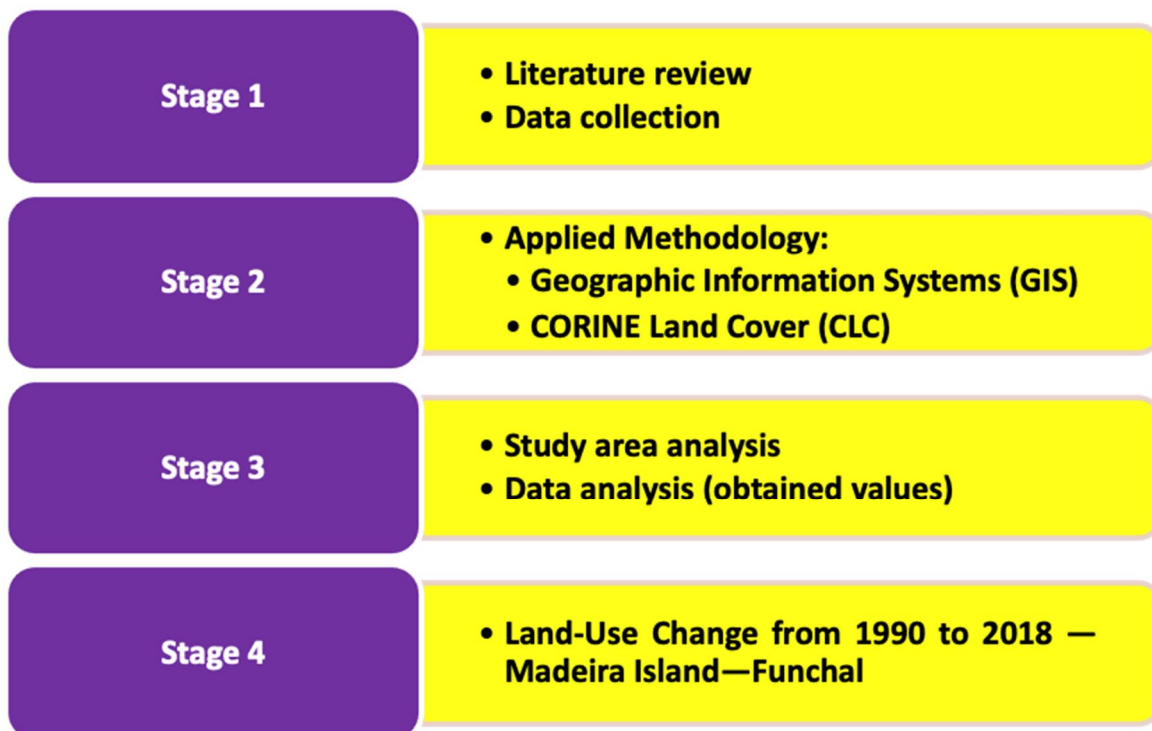 Stage 1
• Literature review
• Data collection
Stage 2
• Applied Methodology:
• Geographic Information Systems (GIS)
• CORINE Land Cover (CLC)
Stage 3
• Study area analysis
• Data analysis (obtained values)
Stage 4
• Land-Use Change from 1990 to 2018 —
Madeira Island—Funchal